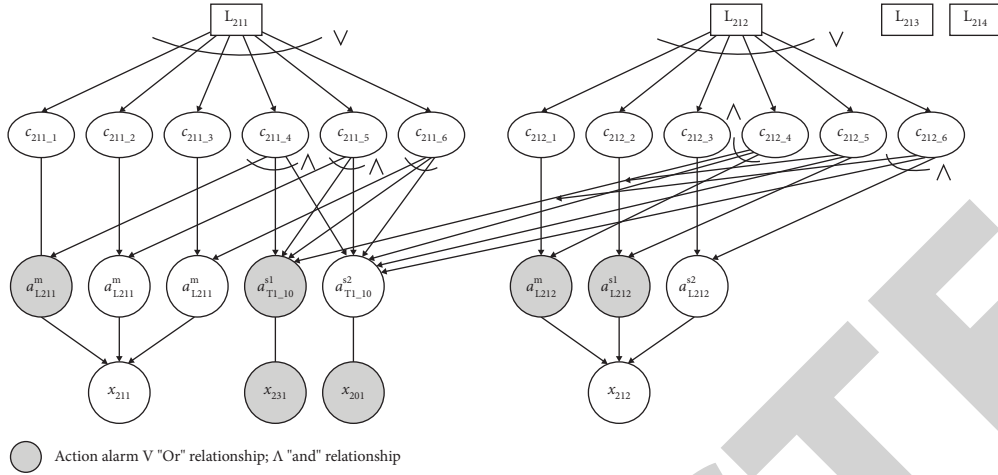 L211 L212 L213 L214
V V
c211_1 c211_2 c211_3 c211_4 c211_5 c211_6 c212_1 c212_2 c212_3 Λ c212_4 c212_5 c212_6
Λ Λ Λ
a^m_L211 a^m_L211 a^m_L211 a^s1_T1_10 a^s2_T1_10 a^m_L212 a^s1_L212 a^s2_L212
x211 x231 x201 x212
Action alarm V "Or" relationship; Λ "and" relationship